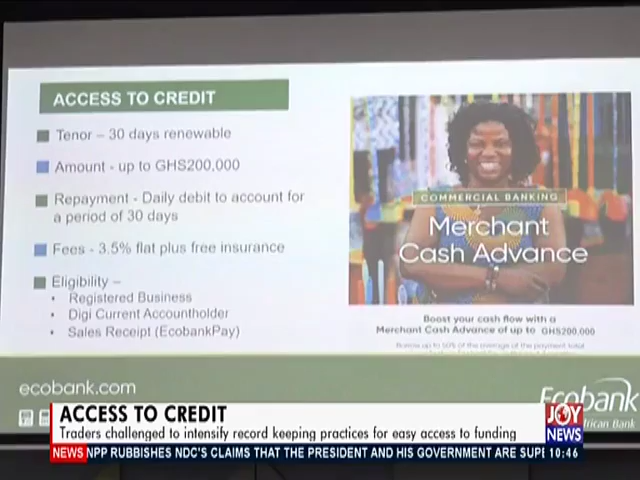 ACCESS TO CREDIT
Tenor – 30 days renewable
Amount - up to GHS200,000
Repayment - Daily debit to account for
a period of 30 days
Fees - 3.5% flat plus free insurance
Eligibility –
• Registered Business
• Digi Current Accountholder
• Sales Receipt (EcobankPay)
COMMERCIAL BANKING
Merchant
Cash Advance
Boost your cash flow with a
Merchant Cash Advance of up to GHS200,000
ecobank.com
Ecobank
African Bank
ACCESS TO CREDIT
Traders challenged to intensify record keeping practices for easy access to funding
JOY
NEWS
NEWS NPP RUBBISHES NDC'S CLAIMS THAT THE PRESIDENT AND HIS GOVERNMENT ARE SUPE 10:46